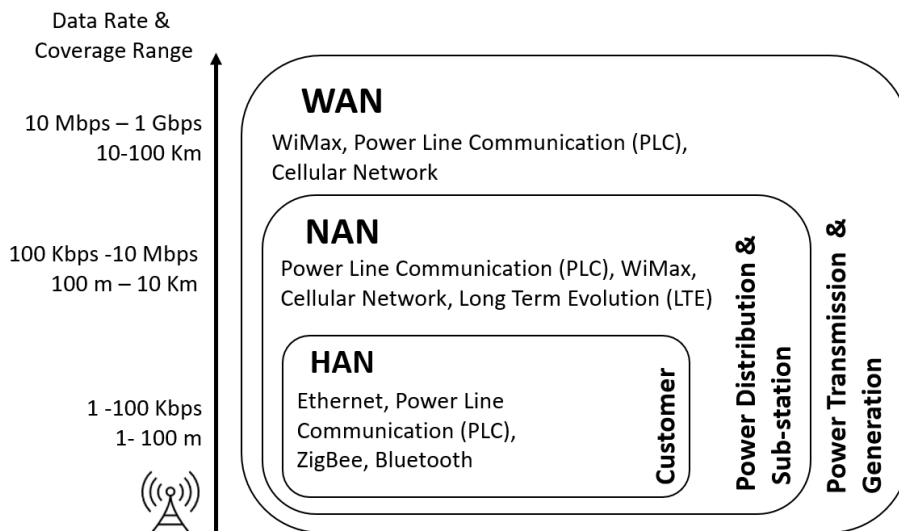 Data Rate &
Coverage Range
10 Mbps – 1 Gbps
10-100 Km
100 Kbps -10 Mbps
100 m – 10 Km
1 -100 Kbps
1- 100 m
WAN
WiMax, Power Line Communication (PLC),
Cellular Network
NAN
Power Line Communication (PLC), WiMax,
Cellular Network, Long Term Evolution (LTE)
HAN
Ethernet, Power Line
Communication (PLC),
ZigBee, Bluetooth
Customer
Power Distribution &
Sub-station
Power Transmission &
Generation